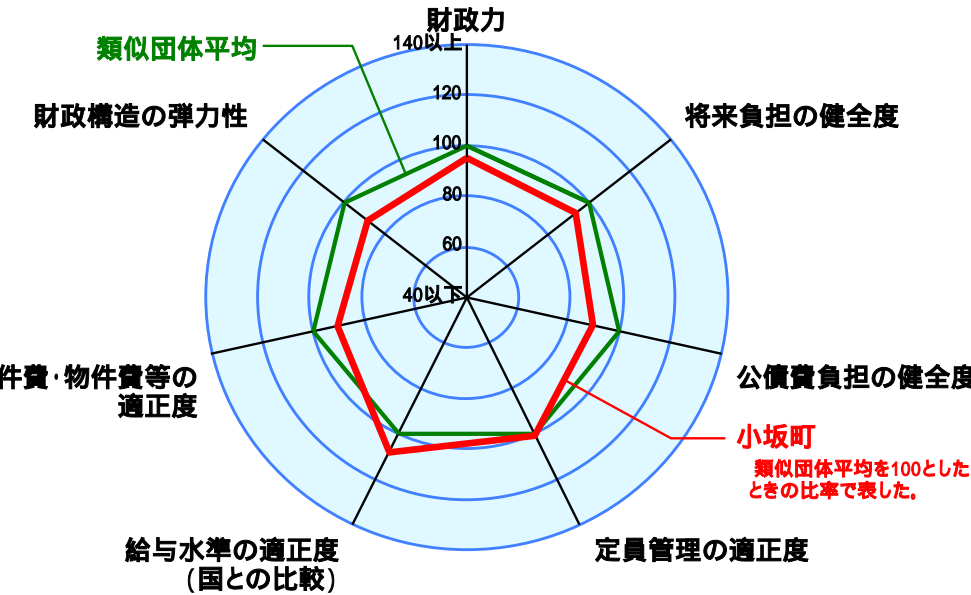 財政力
140以上
類似団体平均
120
財政構造の弾力性
将来負担の健全度
100
80
60
40以下
件費・物件費等の
適正度
公債費負担の健全度
小坂町
類似団体平均を100とした
ときの比率で表した。
給与水準の適正度
(国との比較)
定員管理の適正度